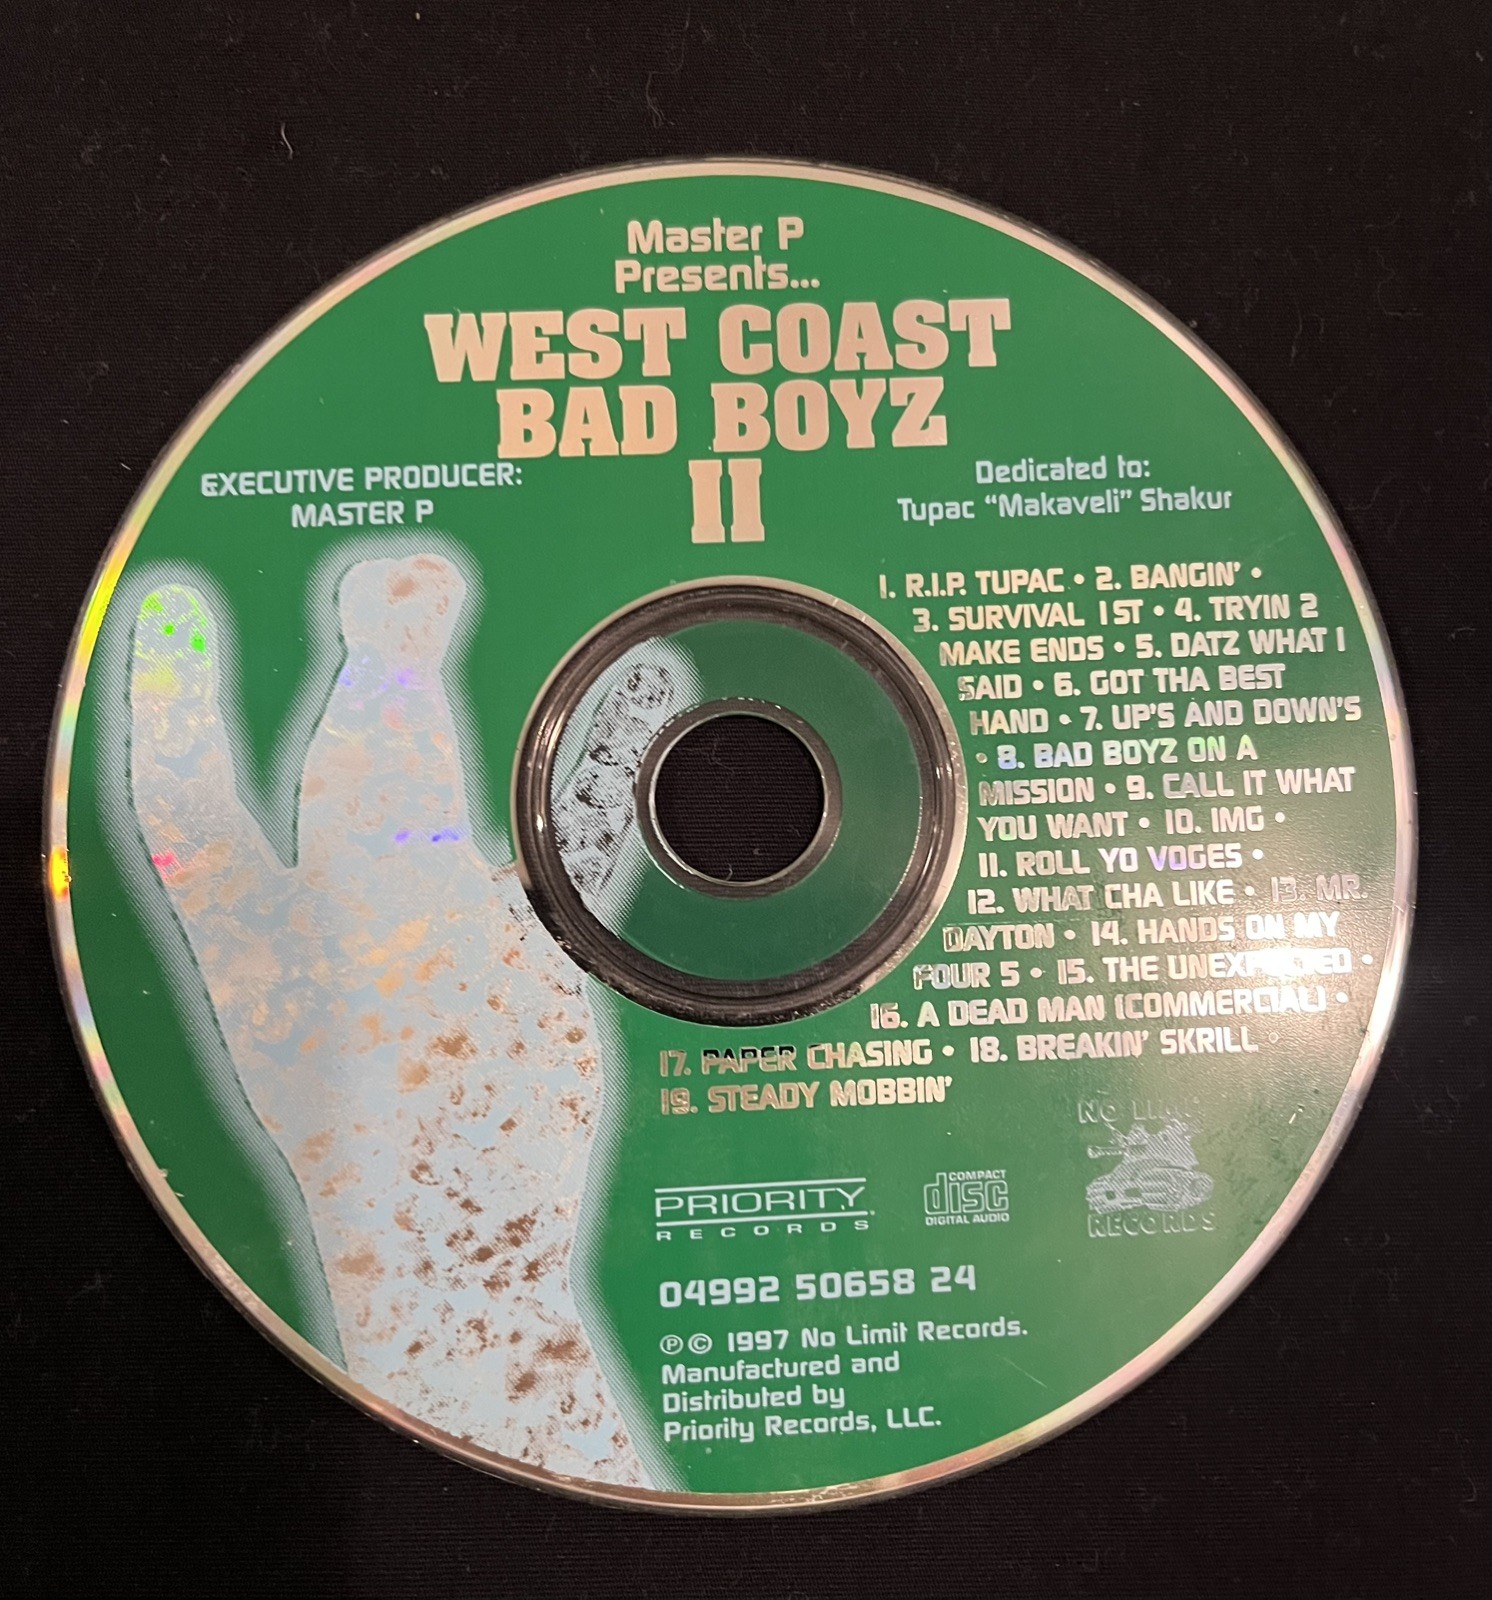 Master P
Presents...
WEST COAST
BAD BOYZ
II
EXECUTIVE PRODUCER:
MASTER P
Dedicated to:
Tupac “Makaveli” Shakur
1. R.I.P. TUPAC • 2. BANGIN' •
3. SURVIVAL 1ST • 4. TRYIN 2
MAKE ENDS • 5. DATZ WHAT I
SAID • 6. GOT THA BEST
HAND • 7. UP'S AND DOWN'S
• 8. BAD BOYZ ON A
MISSION • 9. CALL IT WHAT
YOU WANT • 10. IMG •
11. ROLL YO VOGES •
12. WHAT CHA LIKE • 13. MR.
DAYTON • 14. HANDS ON MY
FOUR 5 • 15. THE UNEXPECTED •
16. A DEAD MAN (COMMERCIAL) •
17. PAPER CHASING • 18. BREAKIN' SKRILL •
19. STEADY MOBBIN'
NO LIMIT
RECORDS
PRIORITY
RECORDS
COMPACT
disc
DIGITAL AUDIO
04992 50658 24
℗© 1997 No Limit Records.
Manufactured and
Distributed by
Priority Records, LLC.